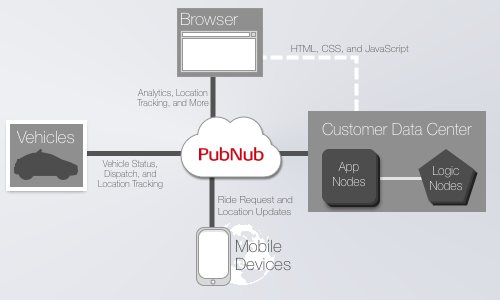 Browser
HTML, CSS, and JavaScript
Analytics, Location
Tracking, and More
Vehicles
PubNub
Customer Data Center
App
Nodes
Logic
Nodes
Vehicle Status,
Dispatch, and
Location Tracking
Ride Request and
Location Updates
Mobile
Devices